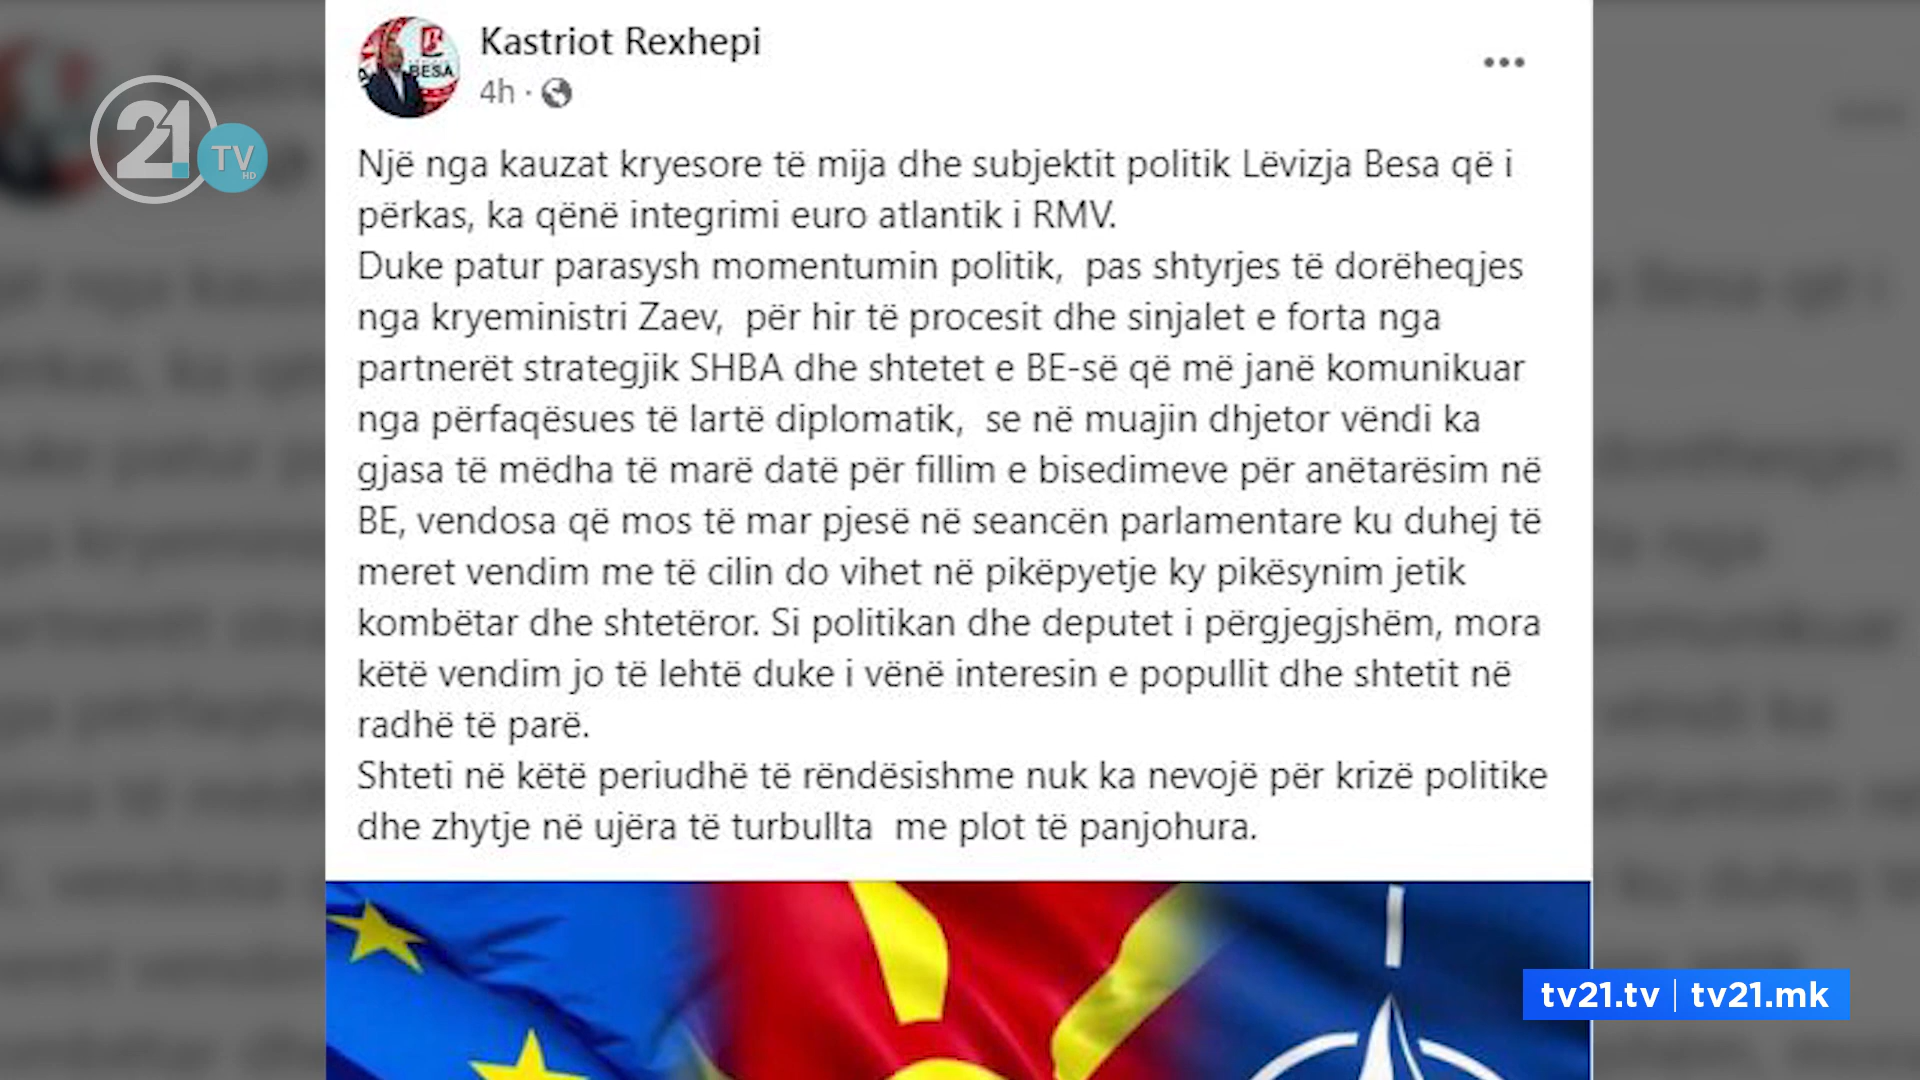 Kastriot Rexhepi
4h ·
BESA
21 TV HD
Një nga kauzat kryesore të mija dhe subjektit politik Lëvizja Besa që i
përkas, ka qënë integrimi euro atlantik i RMV.
Duke patur parasysh momentumin politik,  pas shtyrjes të dorëheqjes
nga kryeministri Zaev,  për hir të procesit dhe sinjalet e forta nga
partnerët strategjik SHBA dhe shtetet e BE-së që më janë komunikuar
nga përfaqësues të lartë diplomatik,  se në muajin dhjetor vëndi ka
gjasa të mëdha të marë datë për fillim e bisedimeve për anëtarësim në
BE, vendosa që mos të mar pjesë në seancën parlamentare ku duhej të
meret vendim me të cilin do vihet në pikëpyetje ky pikësynim jetik
kombëtar dhe shtetëror. Si politikan dhe deputet i përgjegjshëm, mora
këtë vendim jo të lehtë duke i vënë interesin e popullit dhe shtetit në
radhë të parë.
Shteti në këtë periudhë të rëndësishme nuk ka nevojë për krizë politike
dhe zhytje në ujëra të turbullta  me plot të panjohura.
tv21.tv | tv21.mk